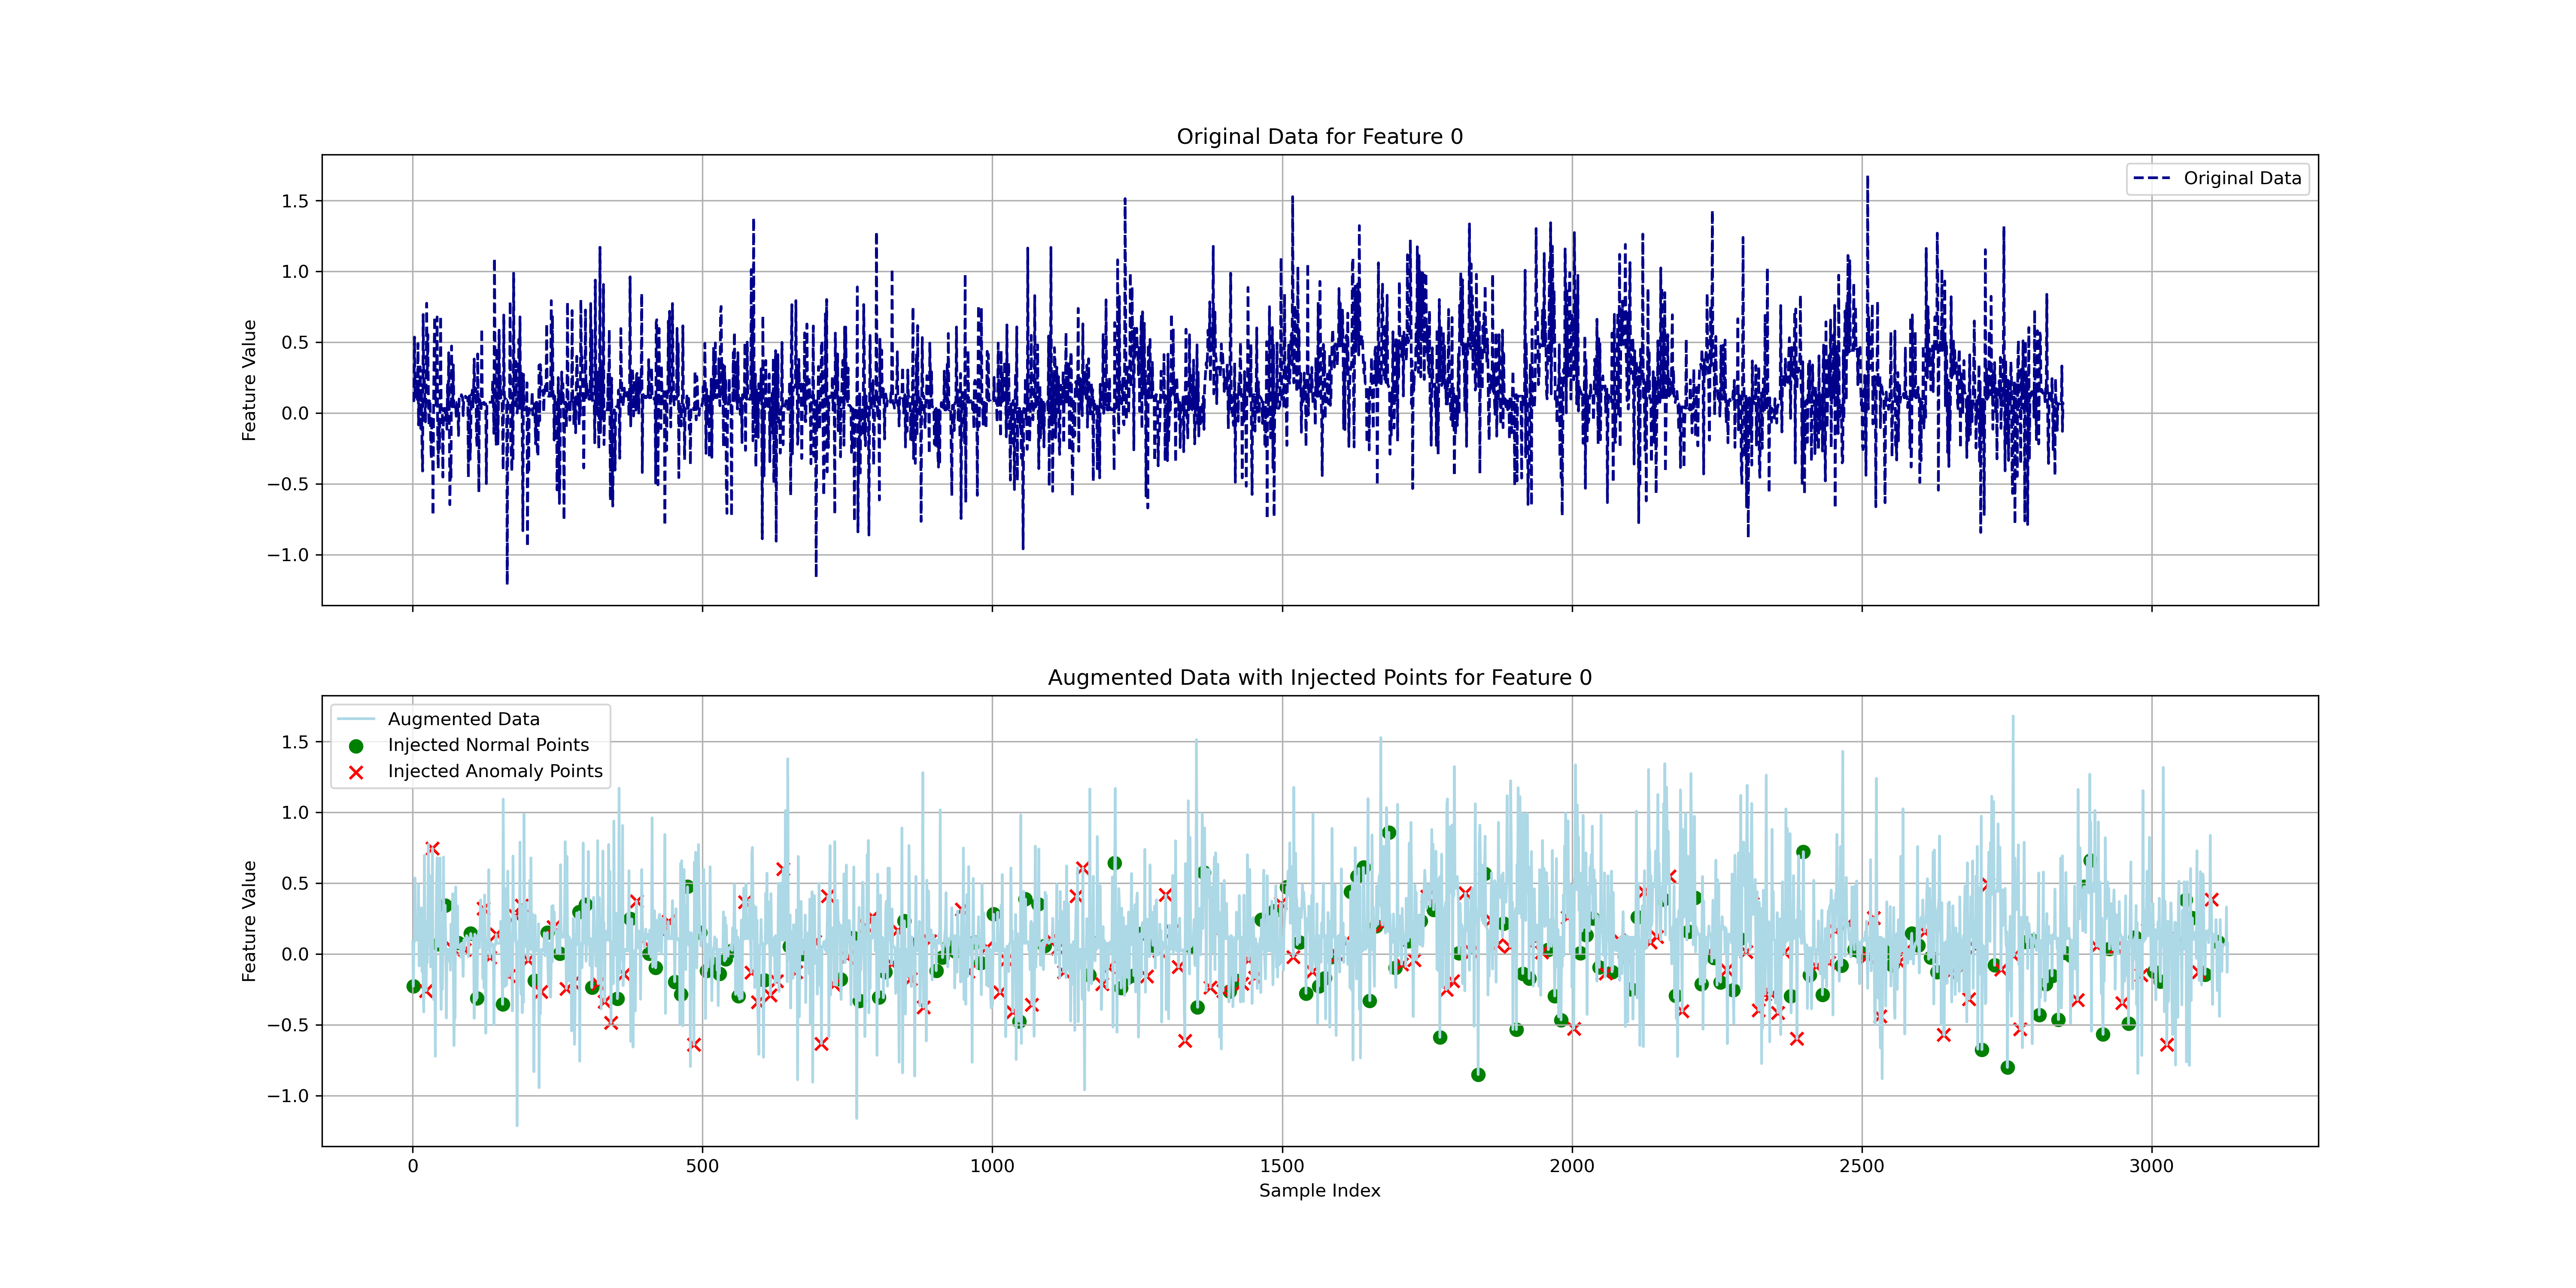 Original Data for Feature 0
Original Data
1.5
1.0
0.5
0.0
−0.5
−1.0
Feature Value
Augmented Data with Injected Points for Feature 0
Augmented Data
Injected Normal Points
Injected Anomaly Points
1.5
1.0
0.5
0.0
−0.5
−1.0
Feature Value
0 500 1000 1500 2000 2500 3000
Sample Index